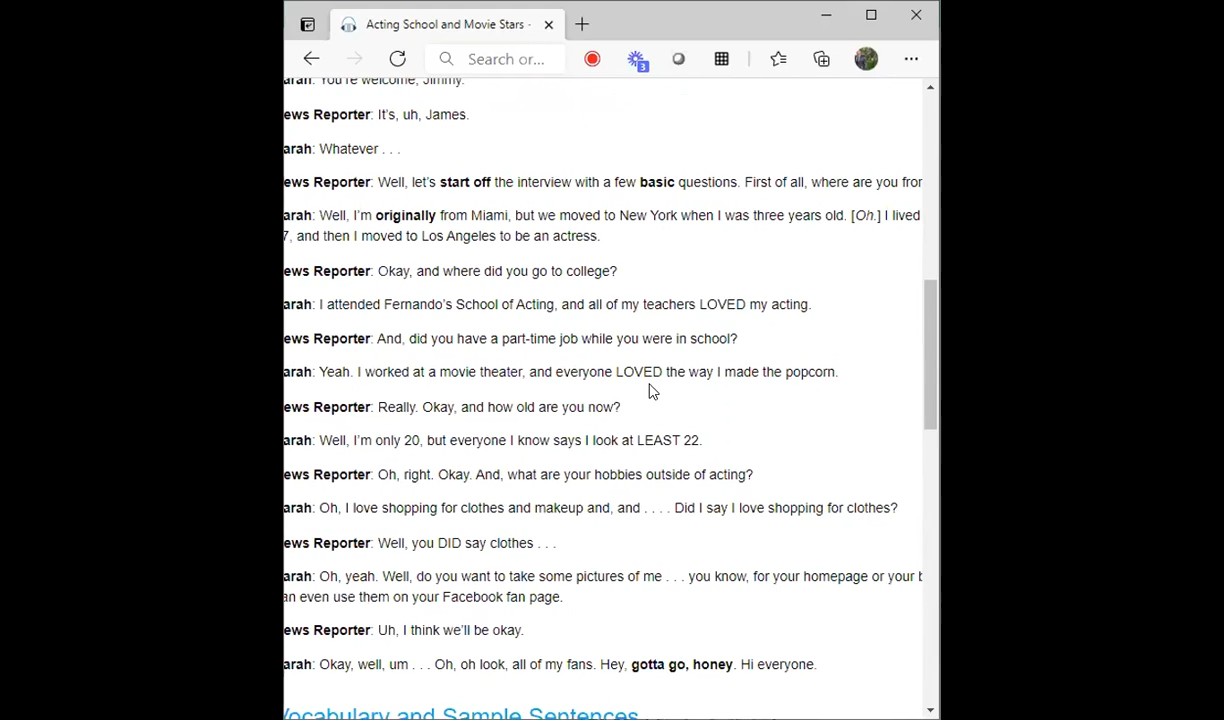 Acting School and Movie Stars -
Search or...
3
arah: You're welcome, Jimmy.
ews Reporter: It's, uh, James.
arah: Whatever . . .
ews Reporter: Well, let's start off the interview with a few basic questions. First of all, where are you from
arah: Well, I'm originally from Miami, but we moved to New York when I was three years old. [Oh.] I lived
7, and then I moved to Los Angeles to be an actress.
ews Reporter: Okay, and where did you go to college?
arah: I attended Fernando's School of Acting, and all of my teachers LOVED my acting.
ews Reporter: And, did you have a part-time job while you were in school?
arah: Yeah. I worked at a movie theater, and everyone LOVED the way I made the popcorn.
ews Reporter: Really. Okay, and how old are you now?
arah: Well, I'm only 20, but everyone I know says I look at LEAST 22.
ews Reporter: Oh, right. Okay. And, what are your hobbies outside of acting?
arah: Oh, I love shopping for clothes and makeup and, and . . . . Did I say I love shopping for clothes?
ews Reporter: Well, you DID say clothes . . .
arah: Oh, yeah. Well, do you want to take some pictures of me . . . you know, for your homepage or your
an even use them on your Facebook fan page.
ews Reporter: Uh, I think we'll be okay.
arah: Okay, well, um . . . Oh, oh look, all of my fans. Hey, gotta go, honey. Hi everyone.
Vocabulary and Sample Sentences